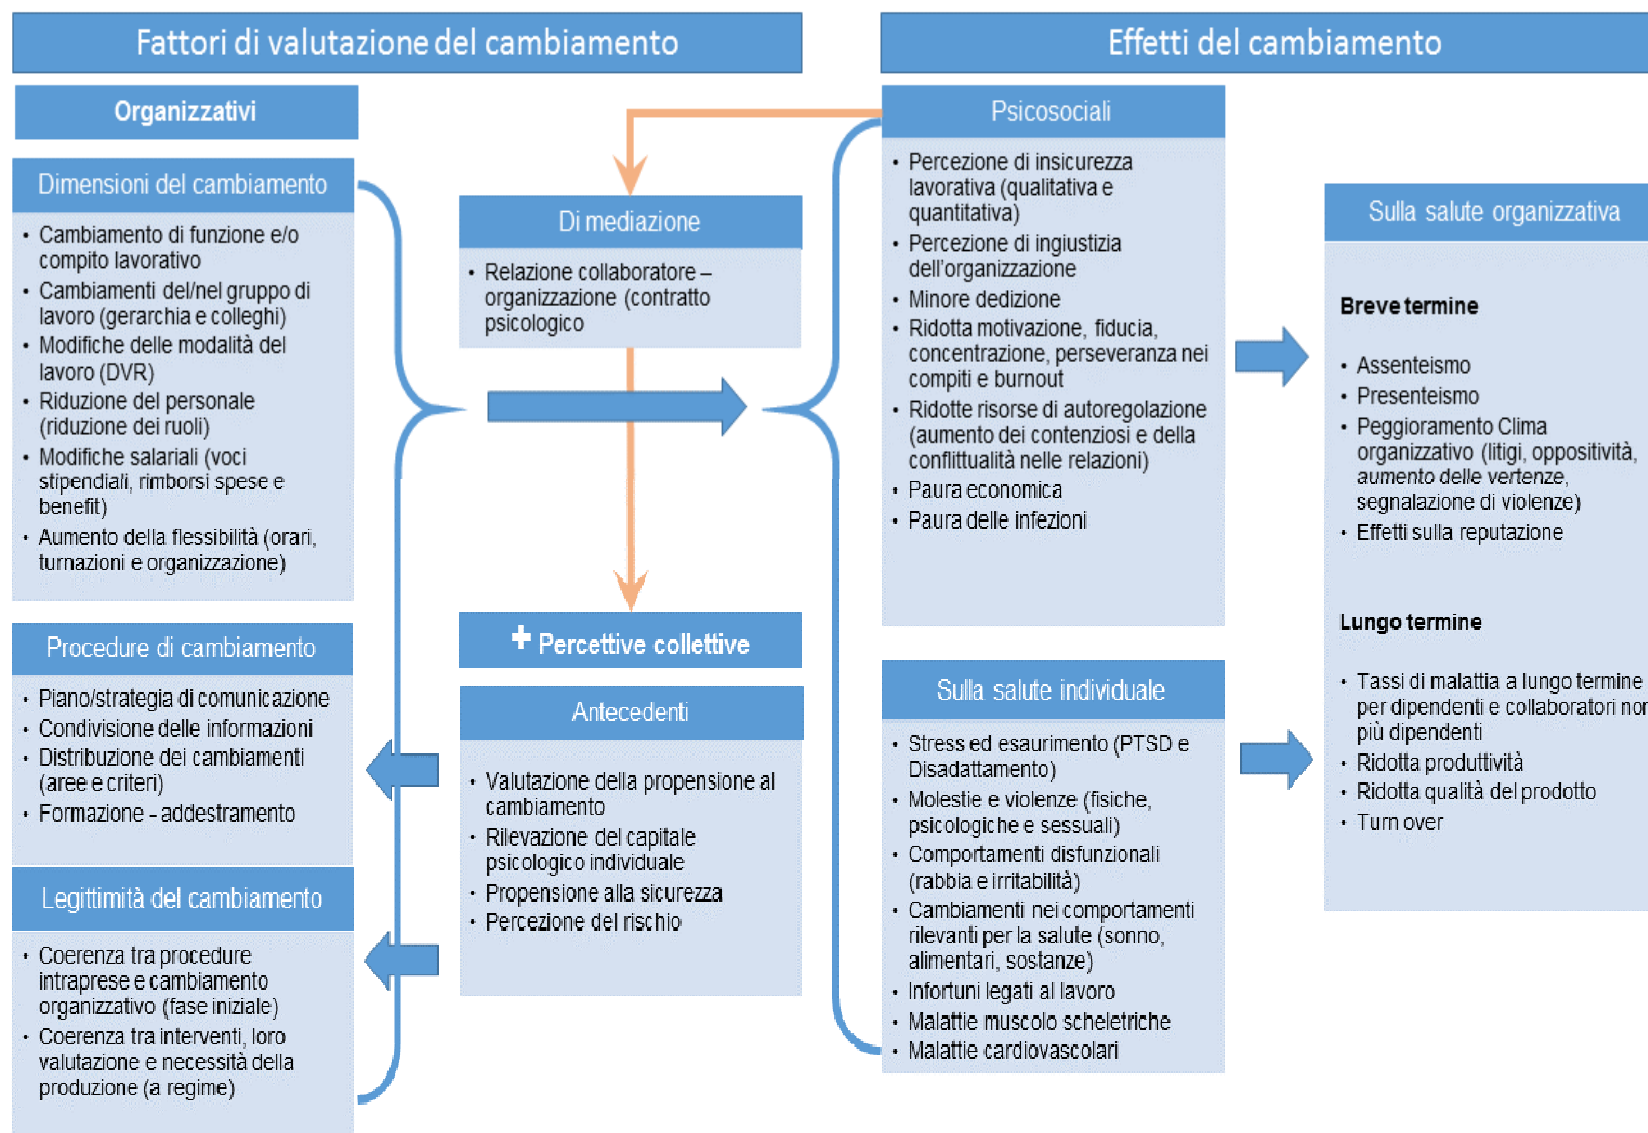 Fattori di valutazione del cambiamento
Effetti del cambiamento
Organizzativi
Dimensioni del cambiamento
• Cambiamento di funzione e/o
compito lavorativo
• Cambiamenti del/nel gruppo di
lavoro (gerarchia e colleghi)
• Modifiche delle modalità del
lavoro (DVR)
• Riduzione del personale
(riduzione dei ruoli)
• Modifiche salariali (voci
stipendiali, rimborsi spese e
benefit)
• Aumento della flessibilità (orari,
turnazioni e organizzazione)
Procedure di cambiamento
• Piano/strategia di comunicazione
• Condivisione delle informazioni
• Distribuzione dei cambiamenti
(aree e criteri)
• Formazione - addestramento
Legittimità del cambiamento
• Coerenza tra procedure
intraprese e cambiamento
organizzativo (fase iniziale)
• Coerenza tra interventi, loro
valutazione e necessità della
produzione (a regime)
Di mediazione
• Relazione collaboratore –
organizzazione (contratto
psicologico
+ Percettive collettive
Antecedenti
• Valutazione della propensione al
cambiamento
• Rilevazione del capitale
psicologico individuale
• Propensione alla sicurezza
• Percezione del rischio
Psicosociali
• Percezione di insicurezza
lavorativa (qualitativa e
quantitativa)
• Percezione di ingiustizia
dell'organizzazione
• Minore dedizione
• Ridotta motivazione, fiducia,
concentrazione, perseveranza nei
compiti e burnout
• Ridotte risorse di autoregolazione
(aumento dei contenziosi e della
conflittualità nelle relazioni)
• Paura economica
• Paura delle infezioni
Sulla salute individuale
• Stress ed esaurimento (PTSD e
Disadattamento)
• Molestie e violenze (fisiche,
psicologiche e sessuali)
• Comportamenti disfunzionali
(rabbia e irritabilità)
• Cambiamenti nei comportamenti
rilevanti per la salute (sonno,
alimentari, sostanze)
• Infortuni legati al lavoro
• Malattie muscolo scheletriche
• Malattie cardiovascolari
Sulla salute organizzativa
Breve termine
• Assenteismo
• Presenteismo
• Peggioramento Clima
organizzativo (litigi, oppositività,
aumento delle vertenze,
segnalazione di violenze)
• Effetti sulla reputazione
Lungo termine
• Tassi di malattia a lungo termine
per dipendenti e collaboratori non
più dipendenti
• Ridotta produttività
• Ridotta qualità del prodotto
• Turn over